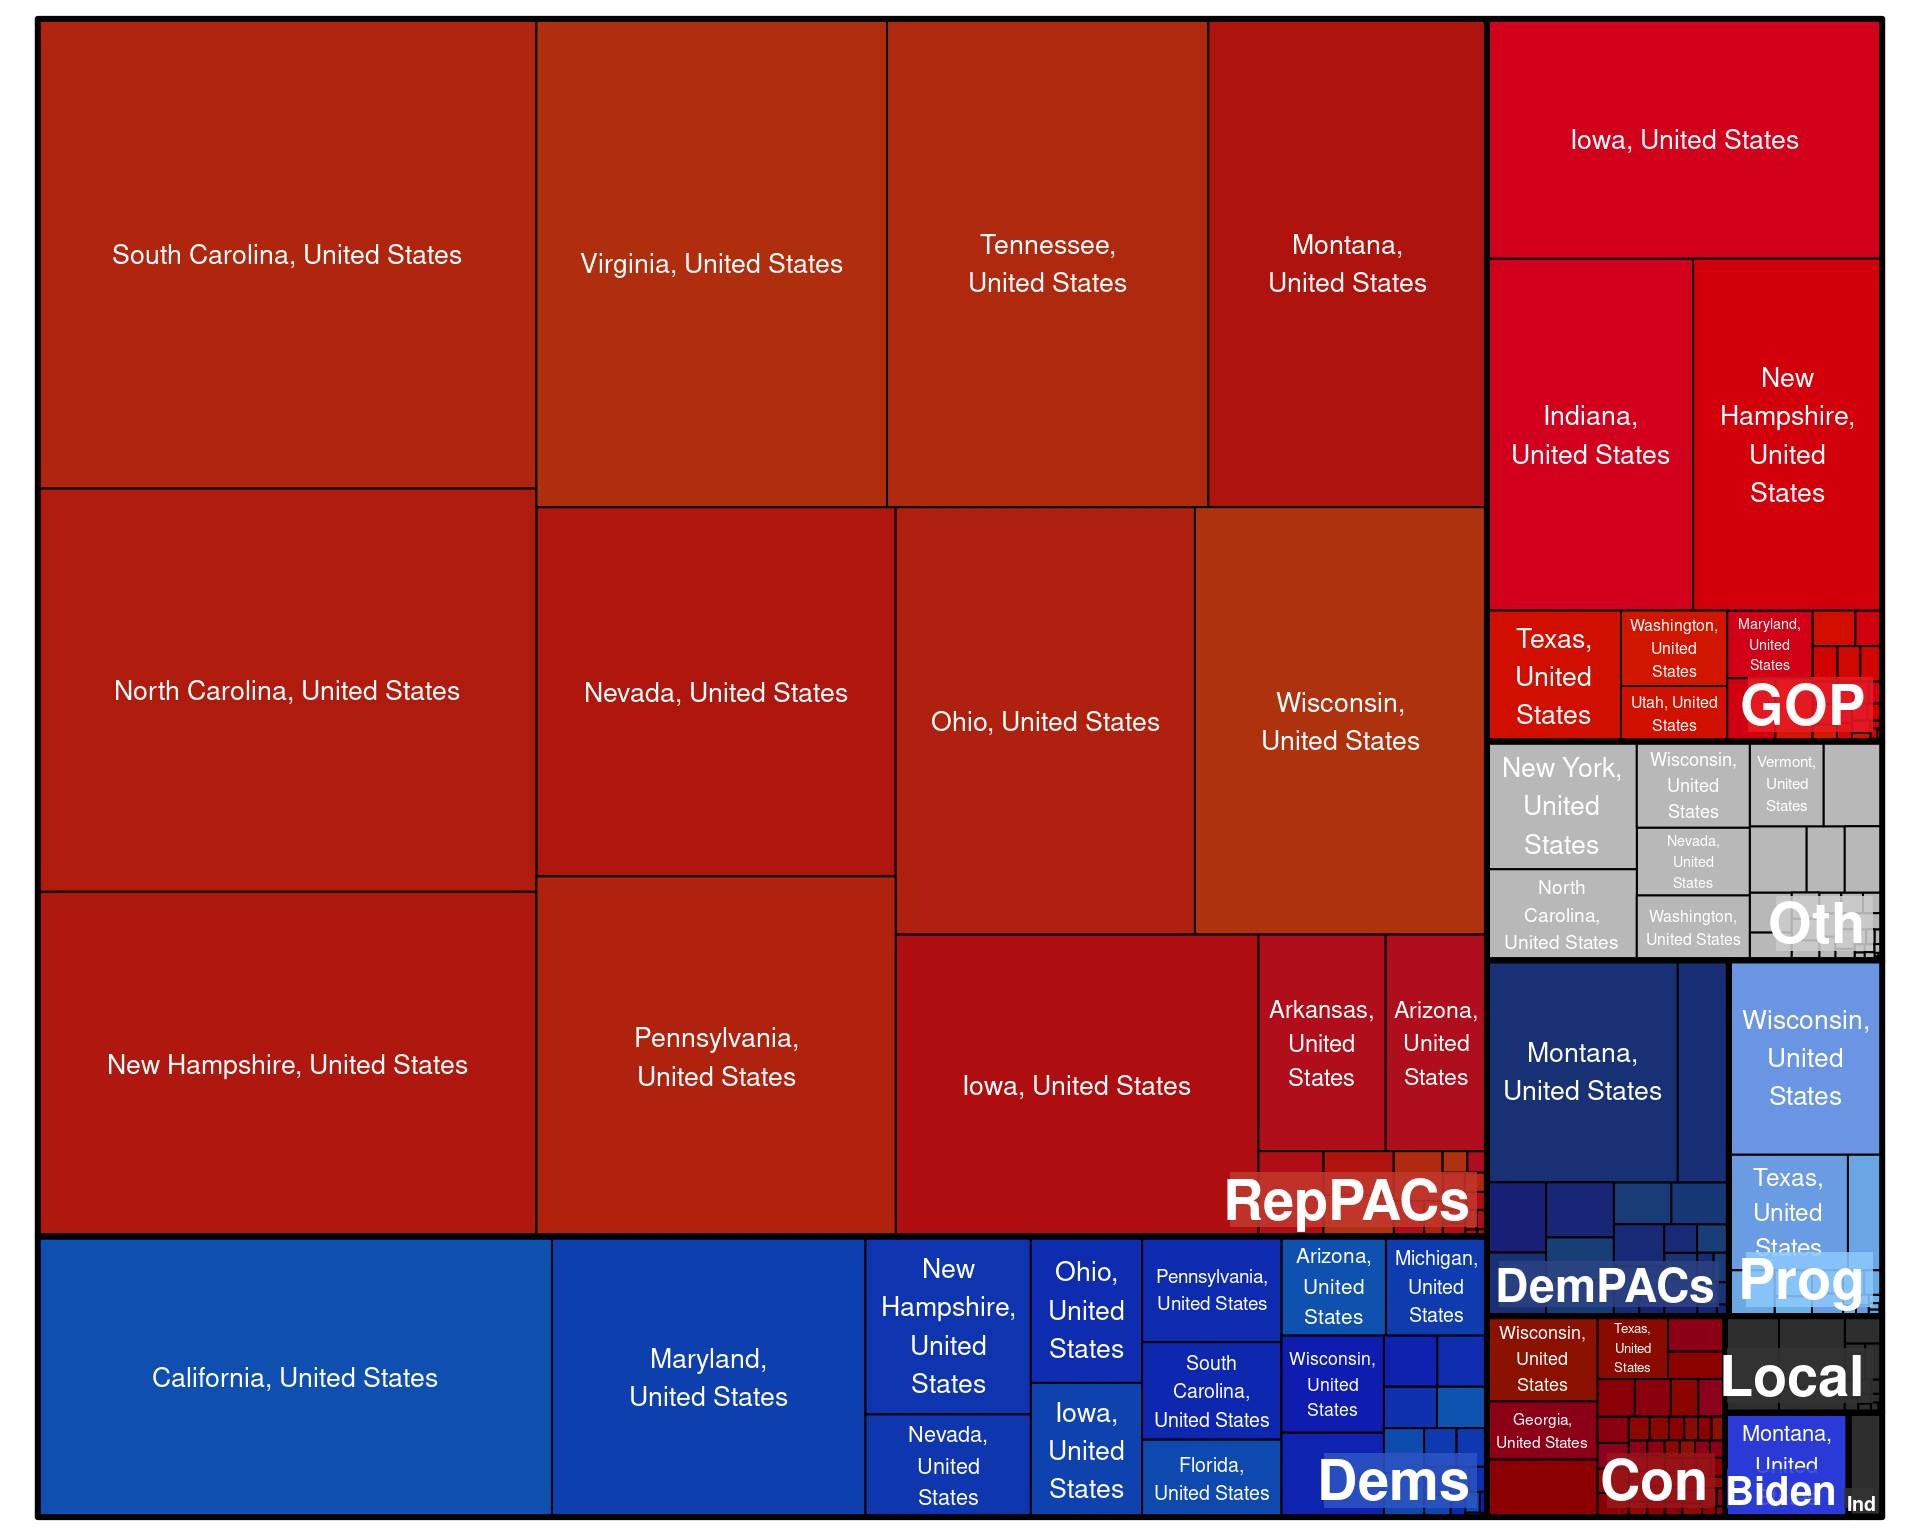 South Carolina, United States
Virginia, United States
Tennessee,
United States
Montana,
United States
North Carolina, United States
Nevada, United States
Ohio, United States
Wisconsin,
United States
New Hampshire, United States
Pennsylvania,
United States
Iowa, United States
Arkansas,
United
States
Arizona,
United
States
RepPACs
Iowa, United States
Indiana,
United States
New
Hampshire,
United
States
Texas,
United
States
Washington,
United
States
Utah, United
States
Maryland,
United
States
GOP
New York,
United
States
North
Carolina,
United States
Wisconsin,
United
States
Nevada,
United
States
Washington,
United States
Vermont,
United
States
Oth
Montana,
United States
DemPACs
Wisconsin,
United
States
Texas,
United
States
Prog
California, United States
Maryland,
United States
New
Hampshire,
United
States
Nevada,
United
States
Ohio,
United
States
Iowa,
United
States
Pennsylvania,
United States
South
Carolina,
United States
Florida,
United States
Arizona,
United
States
Michigan,
United
States
Wisconsin,
United
States
Dems
Wisconsin,
United
States
Texas,
United
States
Georgia,
United States
Con
Local
Montana,
United
Biden
Ind